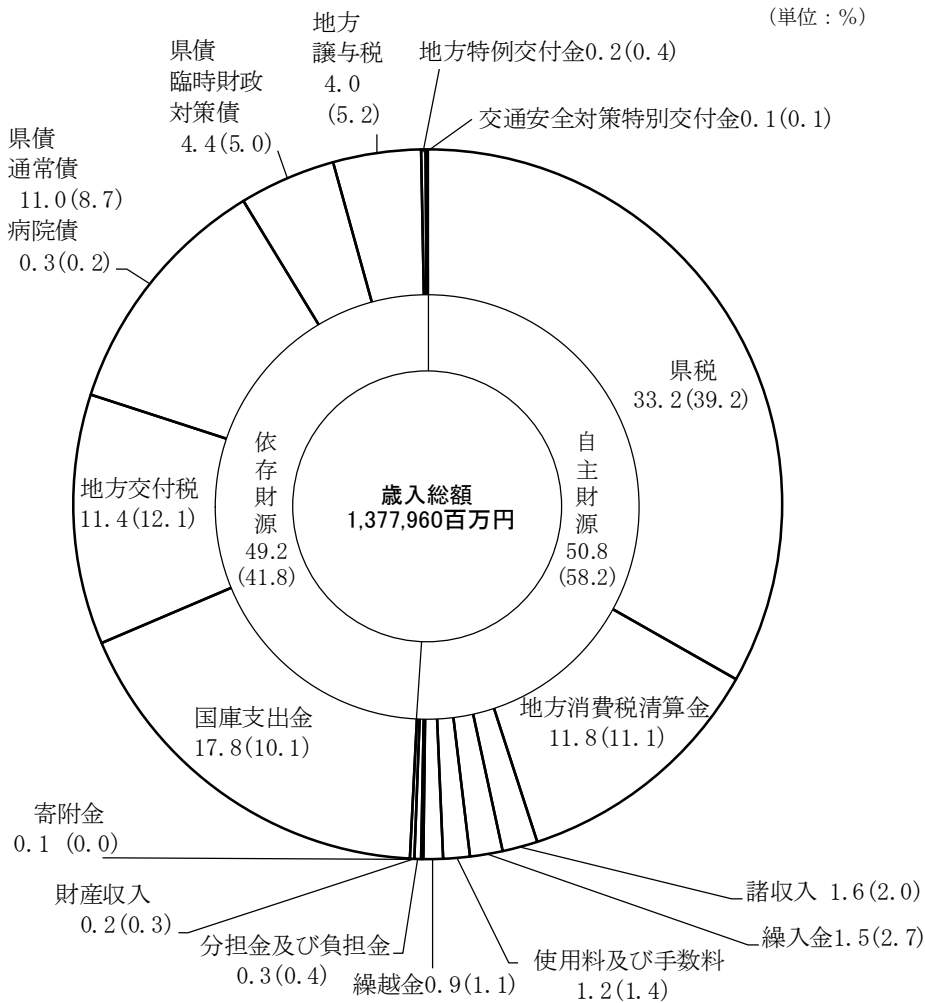 (単位：%)
地方
譲与税
4.0
(5.2)
地方特例交付金0.2(0.4)
交通安全対策特別交付金0.1(0.1)
県債
臨時財政
対策債
4.4(5.0)
県債
通常債
11.0(8.7)
病院債
0.3(0.2)
県税
33.2(39.2)
依存財源
49.2
(41.8)
自主財源
50.8
(58.2)
歳入総額
1,377,960百万円
地方交付税
11.4(12.1)
国庫支出金
17.8(10.1)
地方消費税清算金
11.8(11.1)
寄附金
0.1 (0.0)
財産収入
0.2(0.3)
分担金及び負担金
0.3(0.4)
繰越金0.9(1.1)
使用料及び手数料
1.2(1.4)
繰入金1.5(2.7)
諸収入 1.6(2.0)